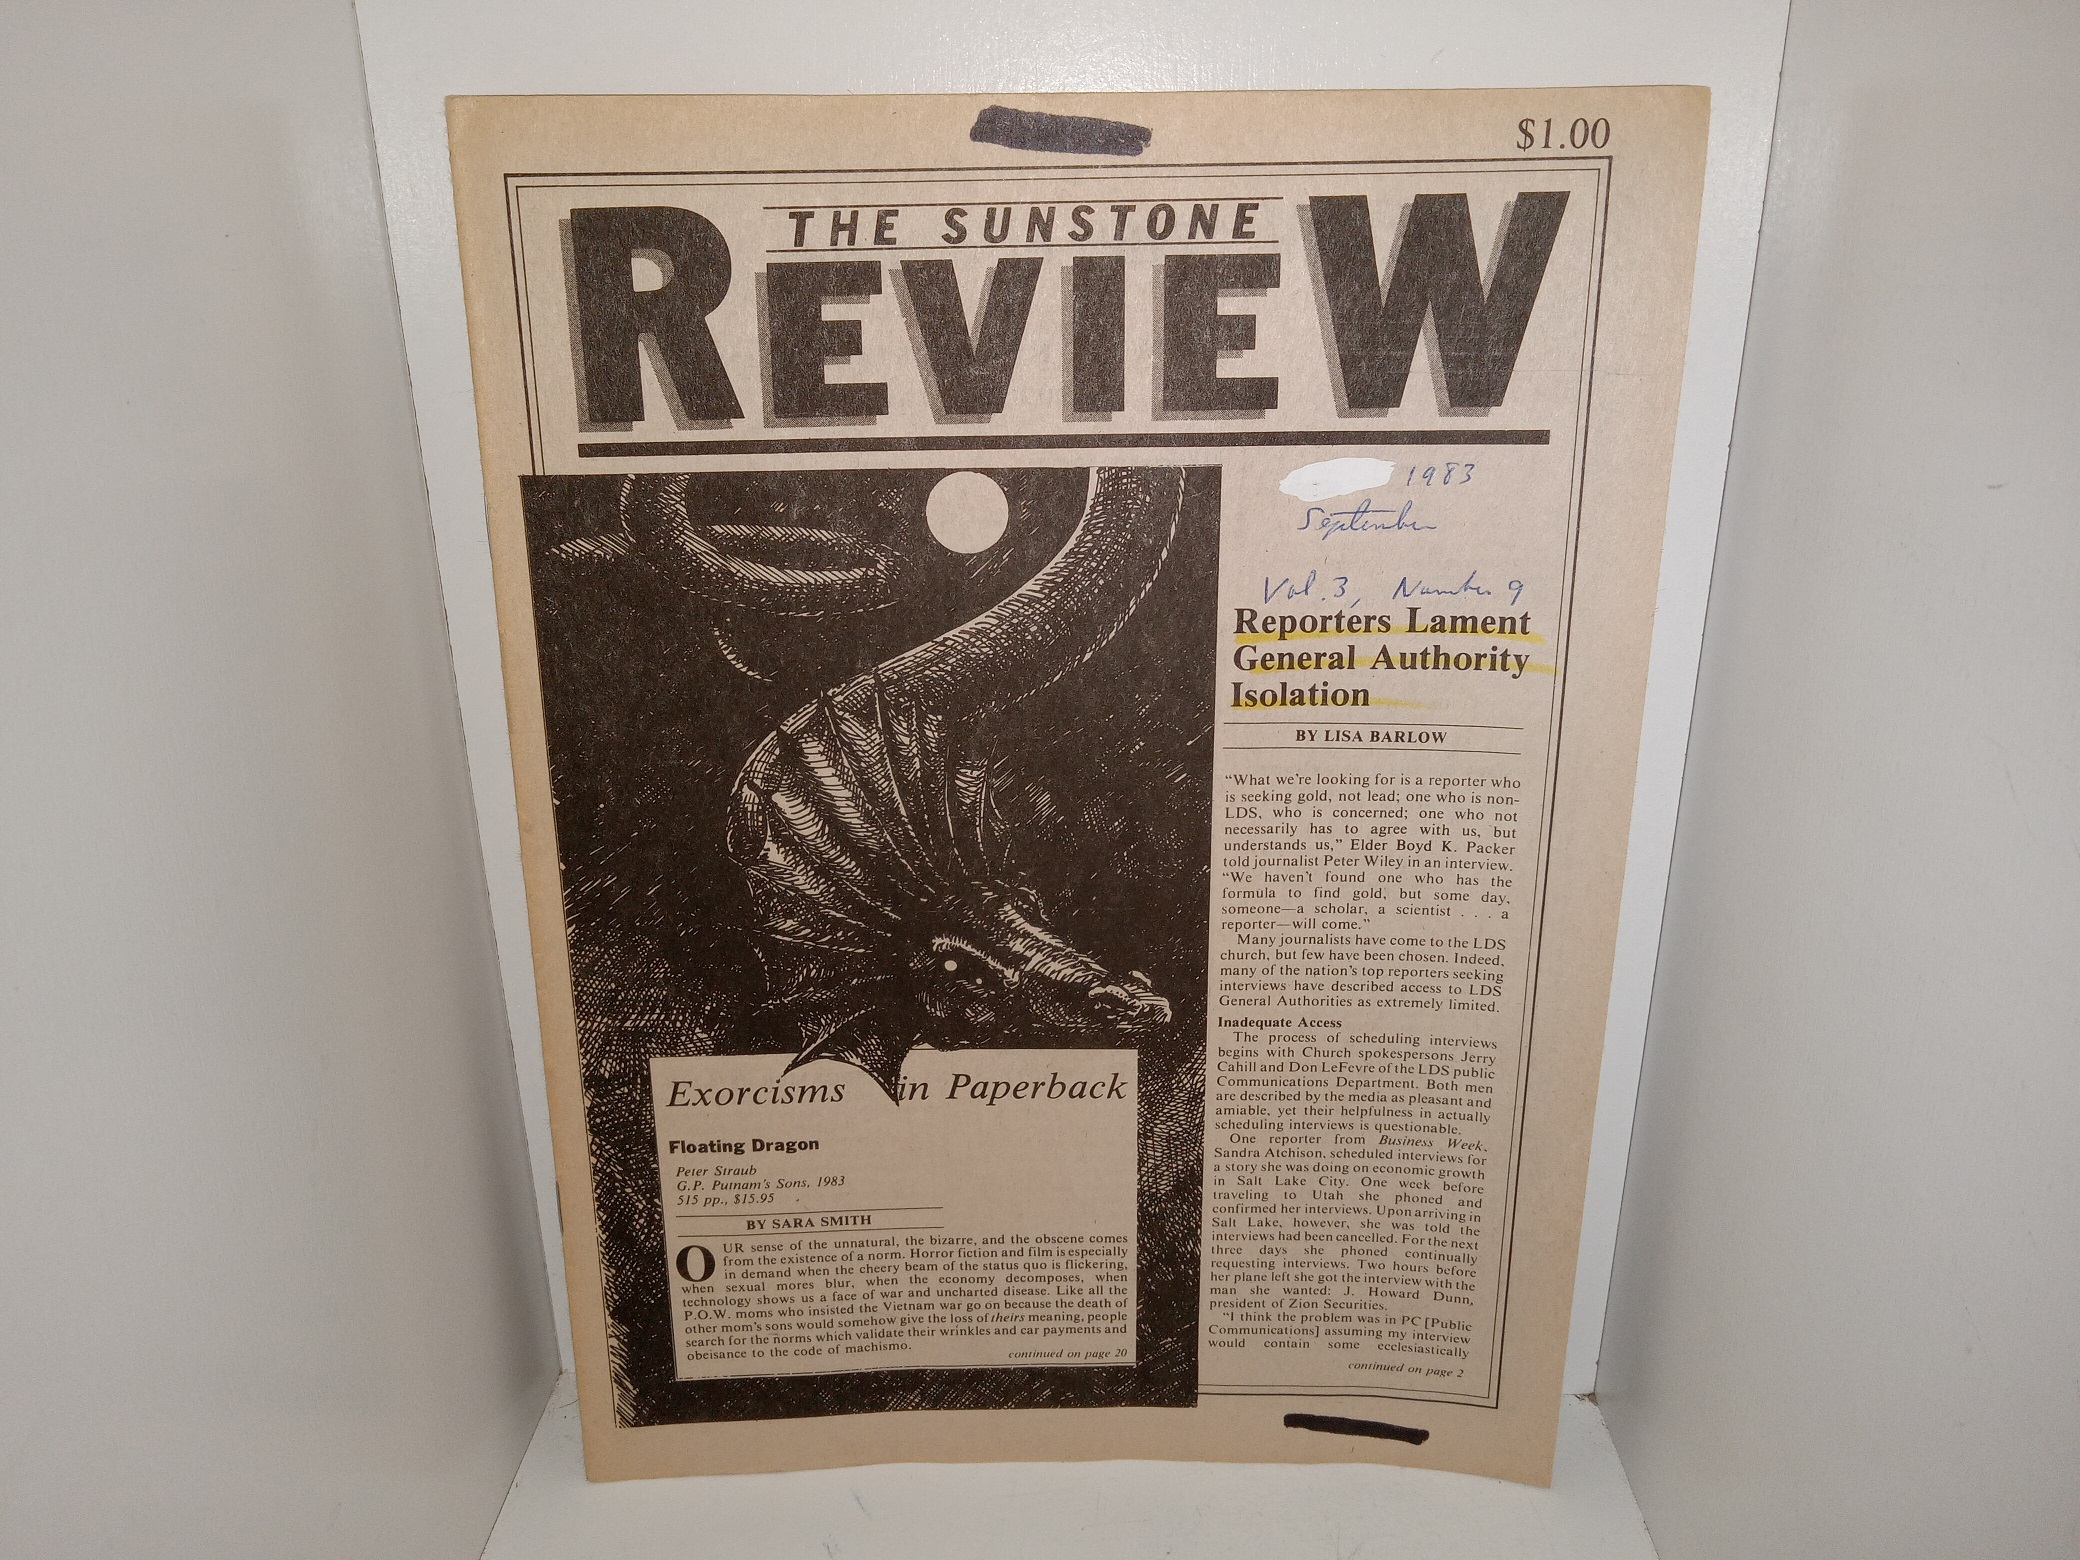 $1.00
THE SUNSTONE
REVIEW
1983
September
Vol. 3, Number 9
Reporters Lament
General Authority
Isolation
BY LISA BARLOW
“What we’re looking for is a reporter who
is seeking gold, not lead; one who is non-
LDS, who is concerned; one who not
necessarily has to agree with us, but
understands us,” Elder Boyd K. Packer
told journalist Peter Wiley in an interview.
“We haven’t found one who has the
formula to find gold, but some day,
someone—a scholar, a scientist . . . a
reporter—will come.”
Many journalists have come to the LDS
church, but few have been chosen. Indeed,
many of the nation’s top reporters seeking
interviews have described access to LDS
General Authorities as extremely limited.
Inadequate Access
The process of scheduling interviews
begins with Church spokespersons Jerry
Cahill and Don LeFevre of the LDS public
Communications Department. Both men
are described by the media as pleasant and
amiable, yet their helpfulness in actually
scheduling interviews is questionable.
One reporter from Business Week,
Sandra Atchison, scheduled interviews for
a story she was doing on economic growth
in Salt Lake City. One week before
traveling to Utah she phoned and
confirmed her interviews. Upon arriving in
Salt Lake, however, she was told the
interviews had been cancelled. For the next
three days she phoned continually
requesting interviews. Two hours before
her plane left she got the interview with the
man she wanted: J. Howard Dunn,
president of Zion Securities.
“I think the problem was in PC [Public
Communications] assuming my interview
would contain some ecclesiastically
continued on page 2
Exorcisms in Paperback
Floating Dragon
Peter Straub
G.P. Putnam’s Sons, 1983
515 pp., $15.95
BY SARA SMITH
OUR sense of the unnatural, the bizarre, and the obscene comes
from the existence of a norm. Horror fiction and film is especially
in demand when the cheery beam of the status quo is flickering,
when sexual mores blur, when the economy decomposes, when
technology shows us a face of war and uncharted disease. Like all the
P.O.W. moms who insisted the Vietnam war go on because the death of
other mom’s sons would somehow give the loss of theirs meaning, people
search for the norms which validate their wrinkles and car payments and
obeisance to the code of machismo.
continued on page 20